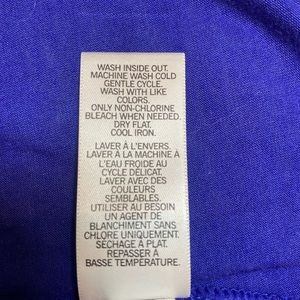 WASH INSIDE OUT.
MACHINE WASH COLD
GENTLE CYCLE.
WASH WITH LIKE
COLORS.
ONLY NON-CHLORINE
BLEACH WHEN NEEDED.
DRY FLAT.
COOL IRON.
LAVER À L'ENVERS.
LAVER À LA MACHINE À
L'EAU FROIDE AU
CYCLE DÉLICAT.
LAVER AVEC DES
COULEURS
SEMBLABLES.
UTILISER AU BESOIN
UN AGENT DE
BLANCHIMENT SANS
CHLORE UNIQUEMENT.
SÉCHAGE À PLAT.
REPASSER À
BASSE TEMPÉRATURE.